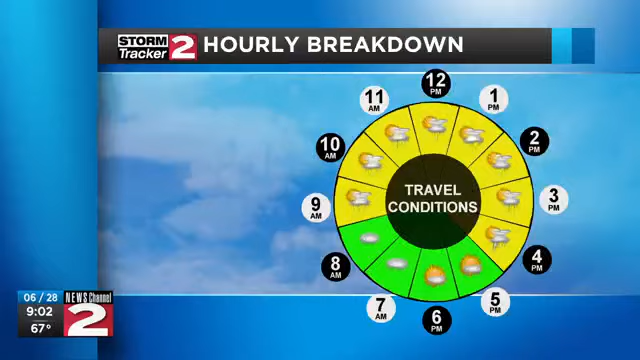 STORM
Tracker 2
HOURLY BREAKDOWN
12
PM
1
PM
2
PM
3
PM
4
PM
5
PM
6
PM
7
AM
8
AM
9
AM
10
AM
11
AM
TRAVEL
CONDITIONS
06 / 28
9:02
67°
NEWS Channel
2